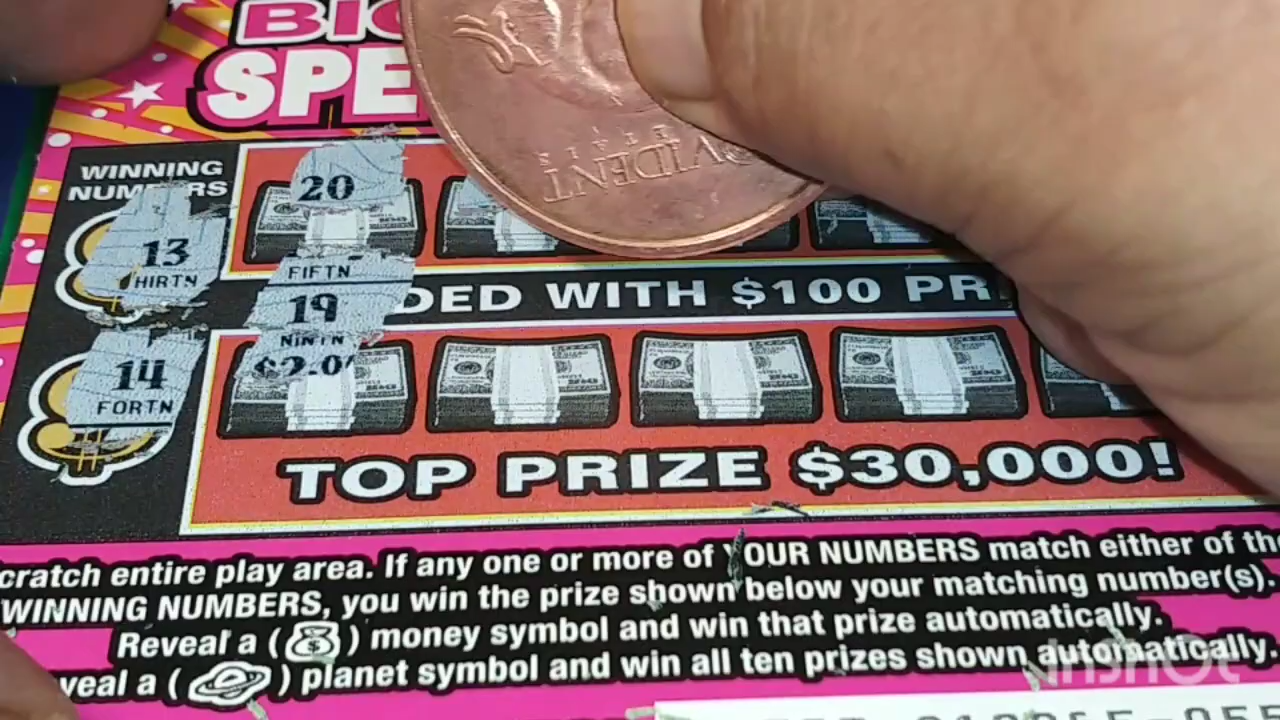 BIG
SPE
WINNING
NUMBERS
20
13
HIRTN
FIFTN
19
NINTN
DED WITH $100 PR
14
FORTN
TOP PRIZE $30,000!
cratch entire play area. If any one or more of YOUR NUMBERS match either of the
WINNING NUMBERS, you win the prize shown below your matching number(s).
Reveal a ( ) money symbol and win that prize automatically.
veal a ( ) planet symbol and win all ten prizes shown automatically.
InShOt